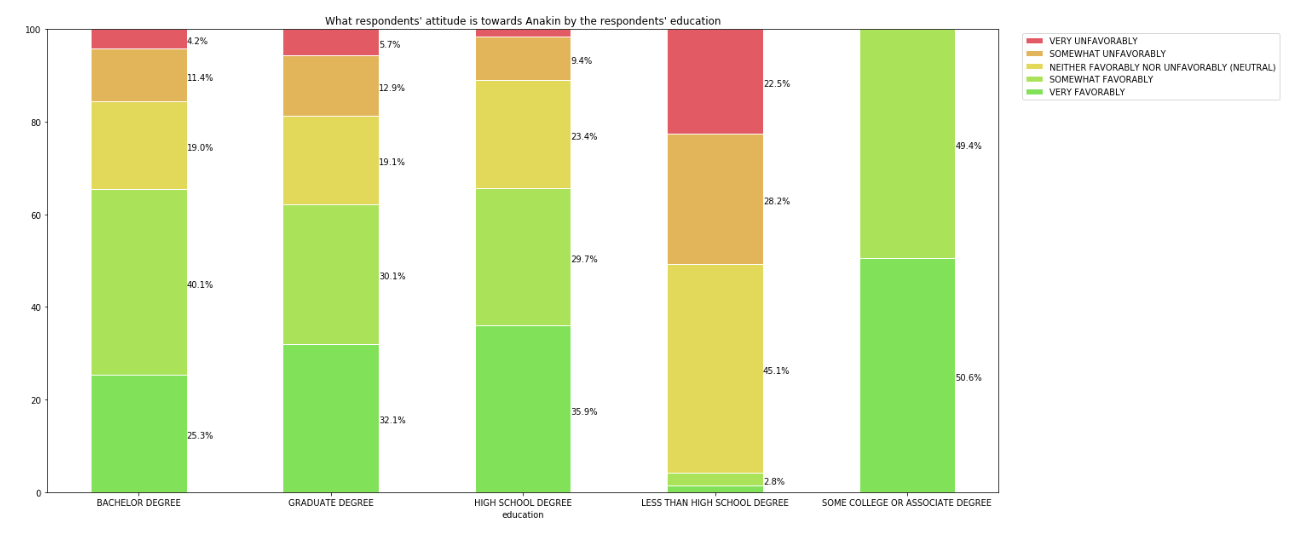 What respondents' attitude is towards Anakin by the respondents' education
100
80
60
40
20
0
4.2%
11.4%
19.0%
40.1%
25.3%
5.7%
12.9%
19.1%
30.1%
32.1%
9.4%
23.4%
29.7%
35.9%
22.5%
28.2%
45.1%
2.8%
49.4%
50.6%
BACHELOR DEGREE
GRADUATE DEGREE
HIGH SCHOOL DEGREE
LESS THAN HIGH SCHOOL DEGREE
SOME COLLEGE OR ASSOCIATE DEGREE
education
VERY UNFAVORABLY
SOMEWHAT UNFAVORABLY
NEITHER FAVORABLY NOR UNFAVORABLY (NEUTRAL)
SOMEWHAT FAVORABLY
VERY FAVORABLY